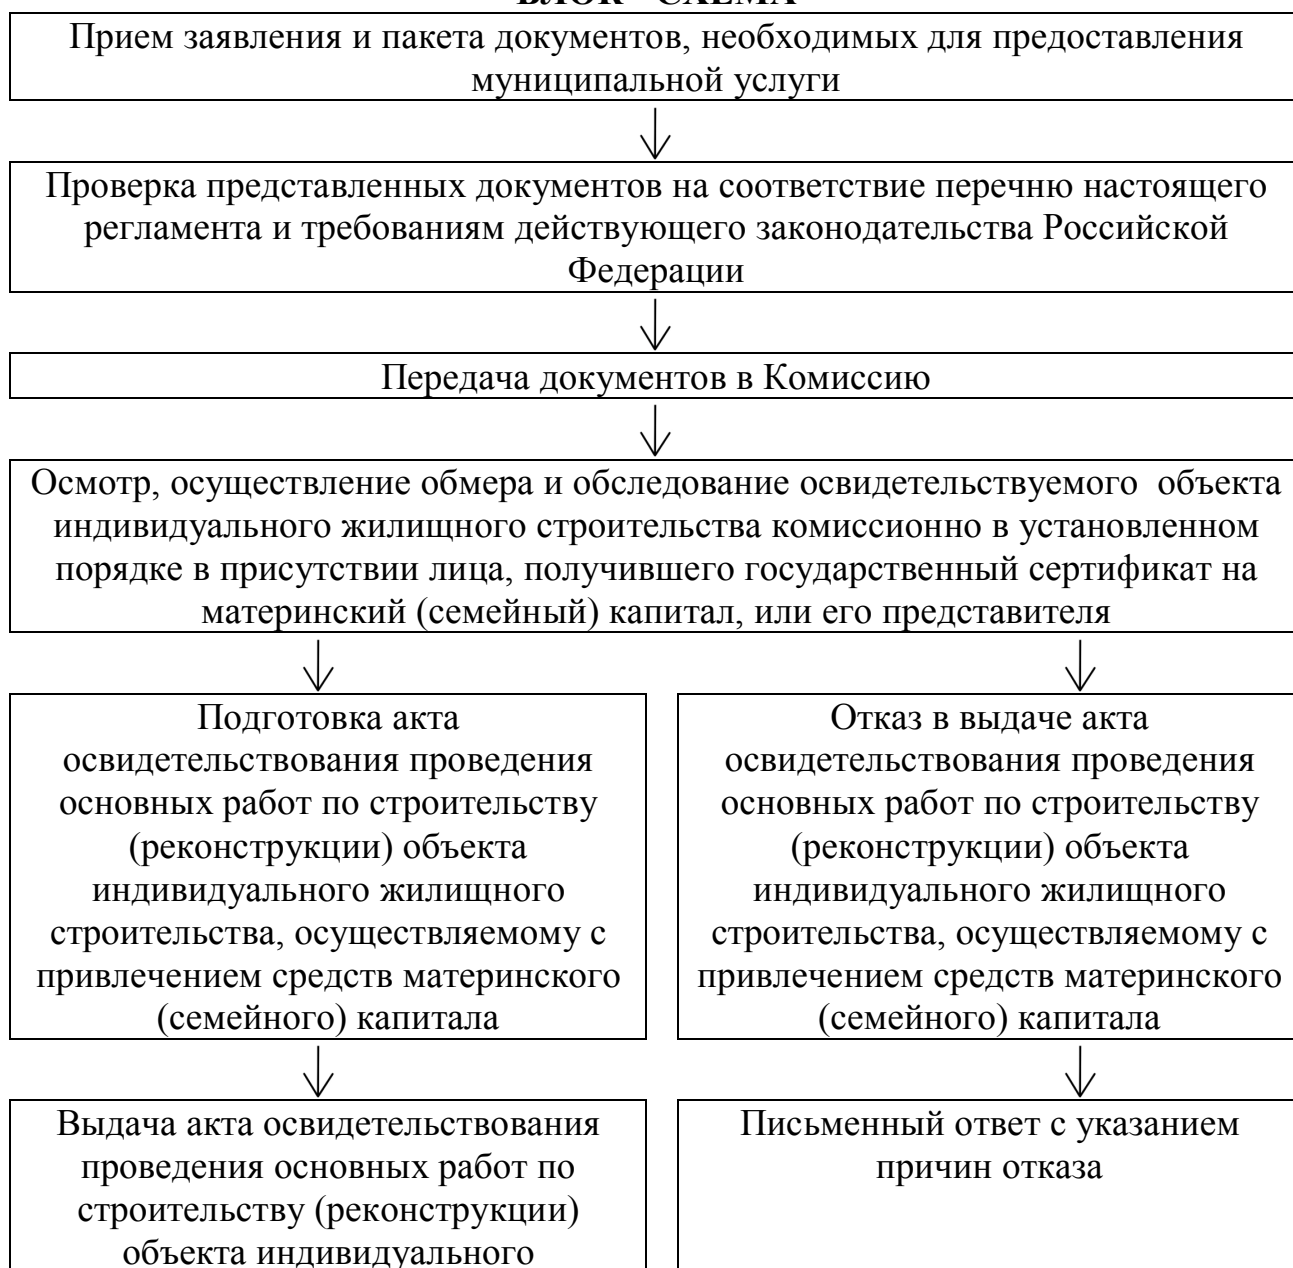 БЛОК - СХЕМА
Прием заявления и пакета документов, необходимых для предоставления
муниципальной услуги
Проверка представленных документов на соответствие перечню настоящего
регламента и требованиям действующего законодательства Российской
Федерации
Передача документов в Комиссию
Осмотр, осуществление обмера и обследование освидетельствуемого объекта
индивидуального жилищного строительства комиссионно в установленном
порядке в присутствии лица, получившего государственный сертификат на
материнский (семейный) капитал, или его представителя
Подготовка акта
освидетельствования проведения
основных работ по строительству
(реконструкции) объекта
индивидуального жилищного
строительства, осуществляемому с
привлечением средств материнского
(семейного) капитала
Отказ в выдаче акта
освидетельствования проведения
основных работ по строительству
(реконструкции) объекта
индивидуального жилищного
строительства, осуществляемому с
привлечением средств материнского
(семейного) капитала
Выдача акта освидетельствования
проведения основных работ по
строительству (реконструкции)
объекта индивидуального
Письменный ответ с указанием
причин отказа